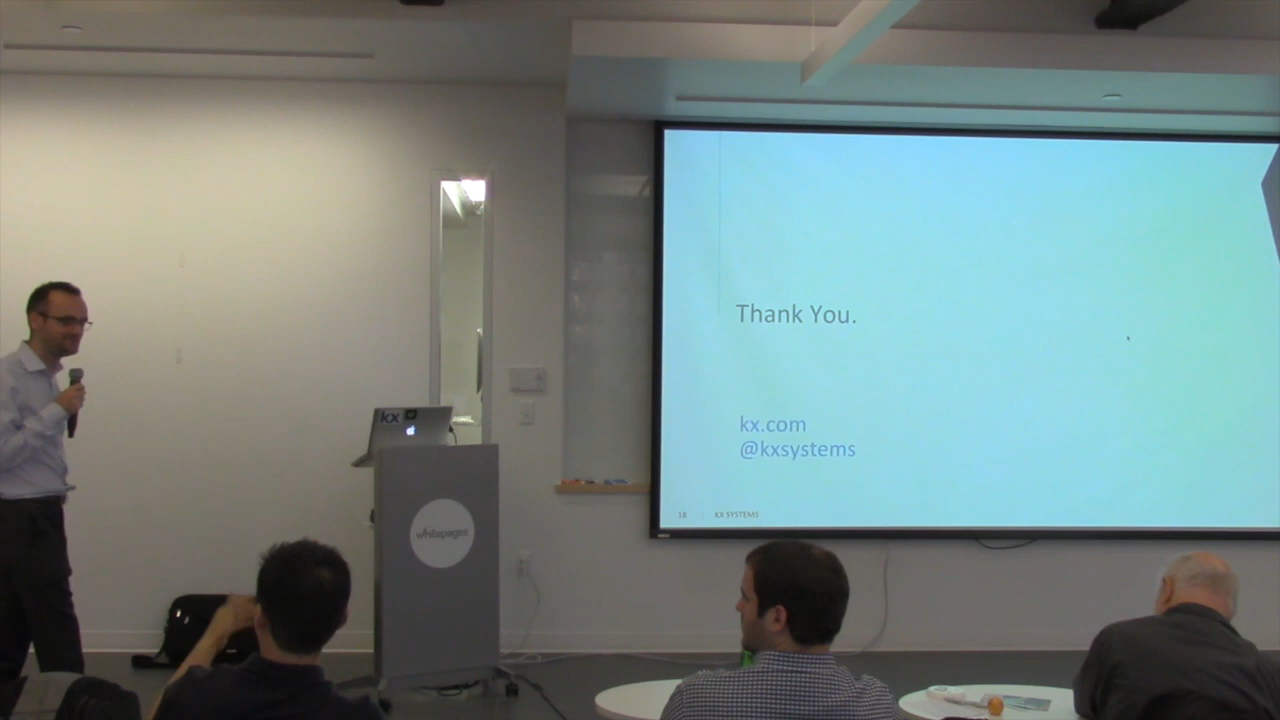 kx
whitepages
Thank You.
kx.com
@kxsystems
18 KX SYSTEMS